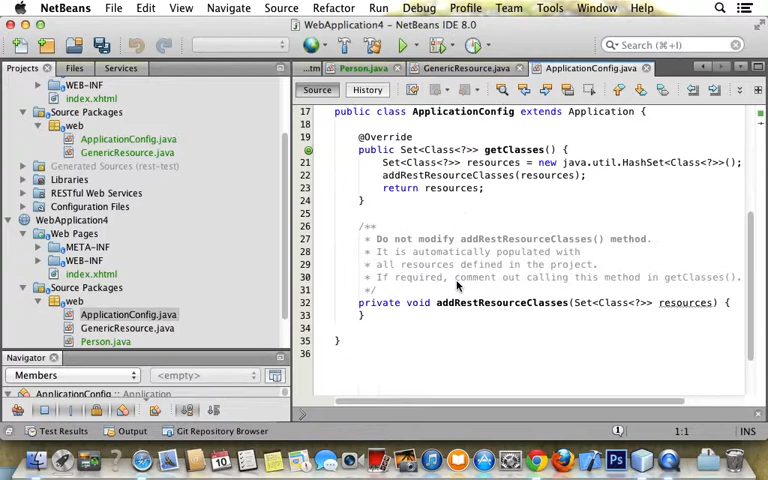 NetBeans File Edit View Navigate Source Refactor Run Debug Profile Team Tools Window Help
WebApplication4 – NetBeans IDE 8.0
Search (⌘+I)
Projects Files Services
...tm Person.java GenericResource.java ApplicationConfig.java
Source History
WEB-INF
index.xhtml
Source Packages
web
ApplicationConfig.java
GenericResource.java
Generated Sources (rest-test)
Libraries
RESTful Web Services
Configuration Files
WebApplication4
Web Pages
META-INF
WEB-INF
index.xhtml
Source Packages
web
ApplicationConfig.java
GenericResource.java
Person.java
Navigator
Members <empty>
ApplicationConfig :: Application
17 public class ApplicationConfig extends Application {
18
19 @Override
public Set<Class<?>> getClasses() {
21 Set<Class<?>> resources = new java.util.HashSet<Class<?>>();
22 addRestResourceClasses(resources);
23 return resources;
24 }
25
26 /**
27 * Do not modify addRestResourceClasses() method.
28 * It is automatically populated with
29 * all resources defined in the project.
30 * If required, comment out calling this method in getClasses().
31 */
32 private void addRestResourceClasses(Set<Class<?>> resources) {
33 }
34
35 }
36
Test Results Output Git Repository Browser
1:1 INS